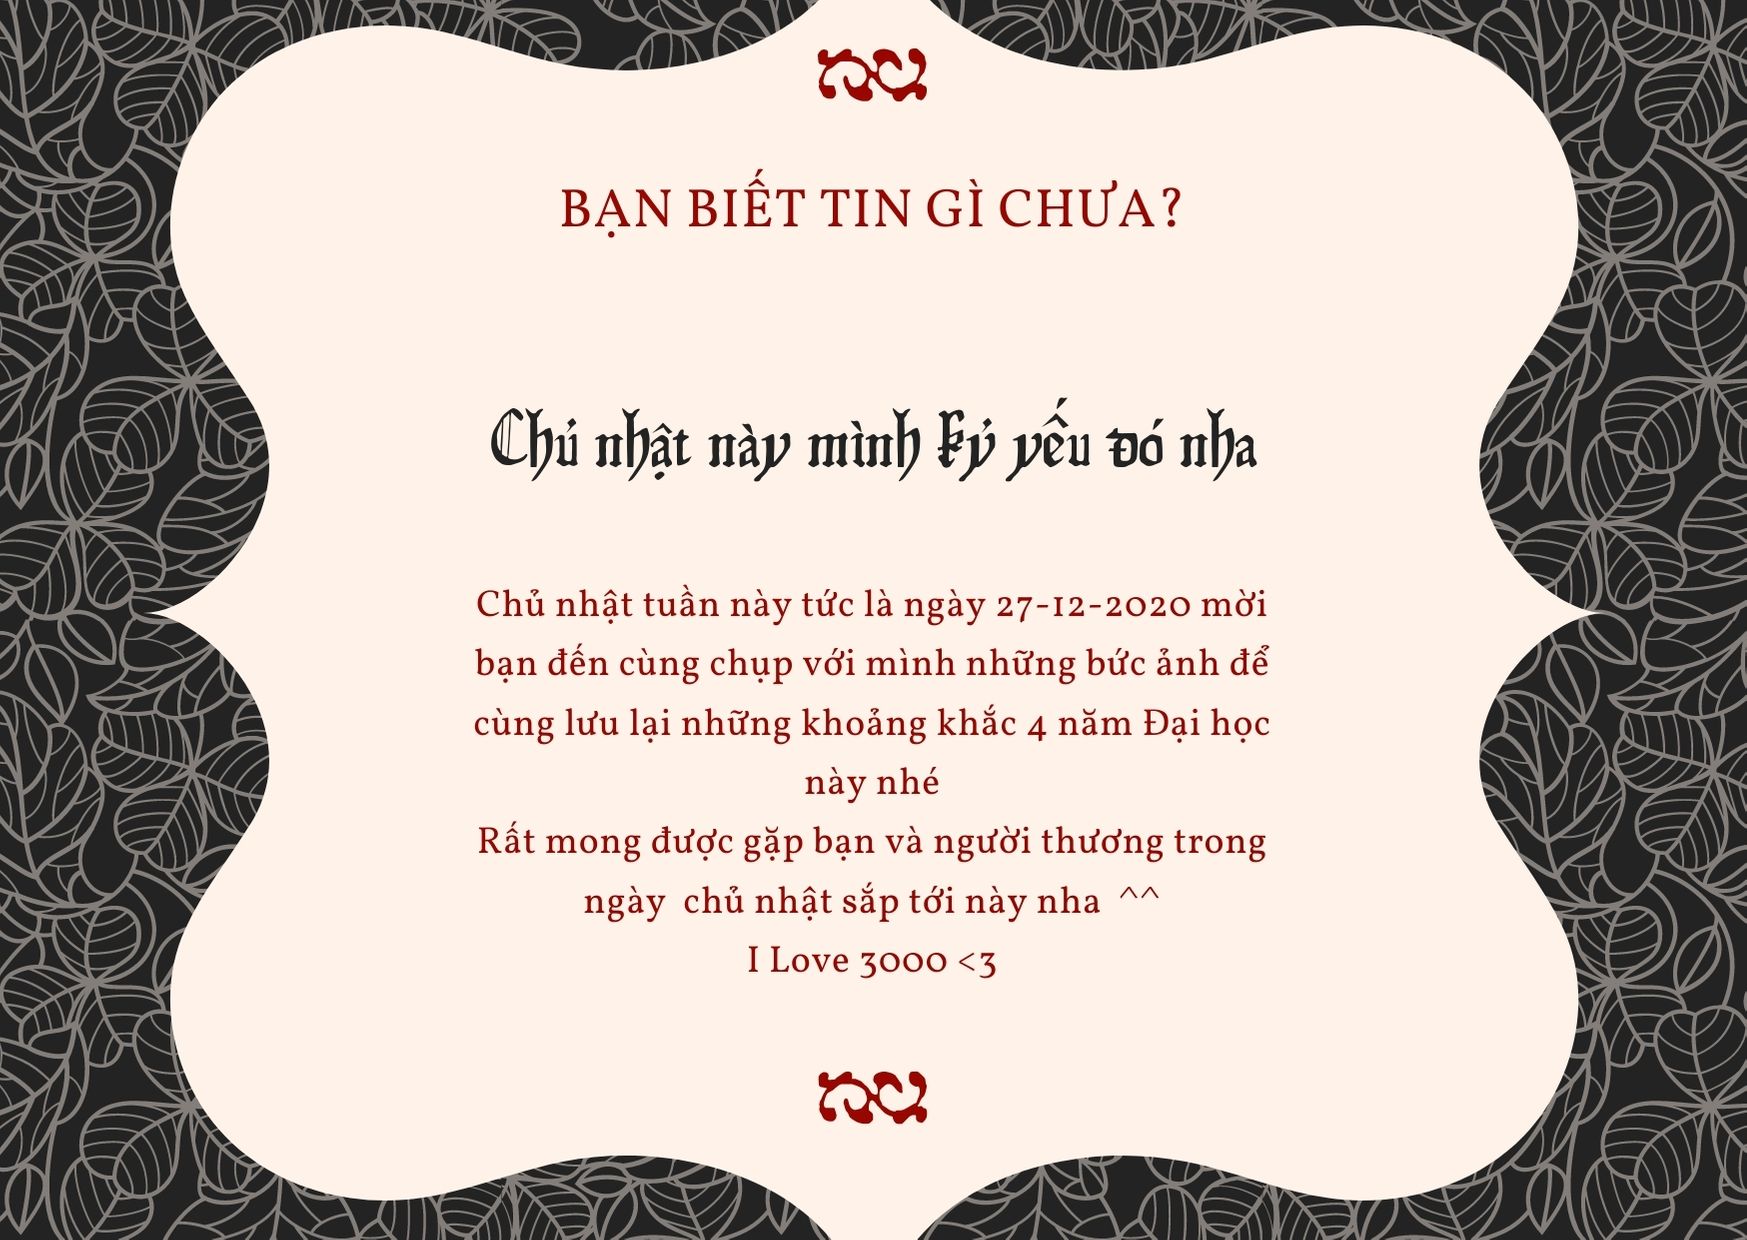 BẠN BIẾT TIN GÌ CHƯA?
Chủ nhật này mình kỷ yếu đó nha
Chủ nhật tuần này tức là ngày 27-12-2020 mời
bạn đến cùng chụp với mình những bức ảnh để
cùng lưu lại những khoảng khắc 4 năm Đại học
này nhé
Rất mong được gặp bạn và người thương trong
ngày  chủ nhật sắp tới này nha  ^^
I Love 3000 <3